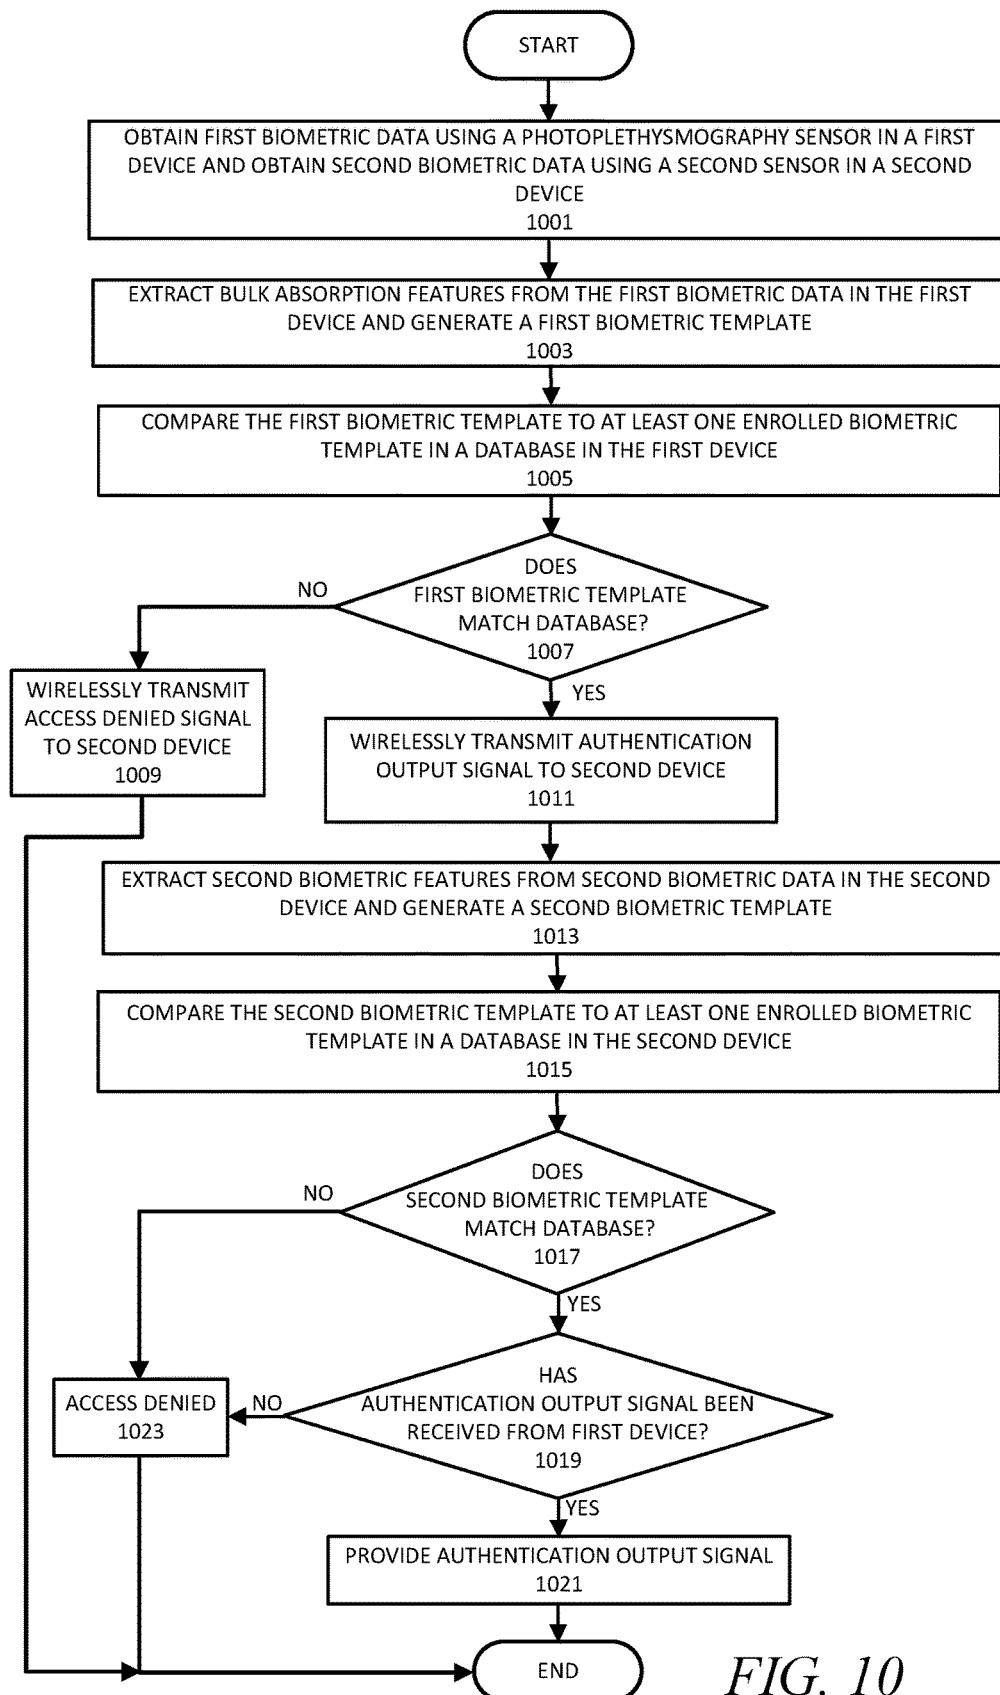 START
OBTAIN FIRST BIOMETRIC DATA USING A PHOTOPLETHYSMOGRAPHY SENSOR IN A FIRST
DEVICE AND OBTAIN SECOND BIOMETRIC DATA USING A SECOND SENSOR IN A SECOND
DEVICE
1001
EXTRACT BULK ABSORPTION FEATURES FROM THE FIRST BIOMETRIC DATA IN THE FIRST
DEVICE AND GENERATE A FIRST BIOMETRIC TEMPLATE
1003
COMPARE THE FIRST BIOMETRIC TEMPLATE TO AT LEAST ONE ENROLLED BIOMETRIC
TEMPLATE IN A DATABASE IN THE FIRST DEVICE
1005
DOES
FIRST BIOMETRIC TEMPLATE
MATCH DATABASE?
1007
NO
YES
WIRELESSLY TRANSMIT
ACCESS DENIED SIGNAL
TO SECOND DEVICE
1009
WIRELESSLY TRANSMIT AUTHENTICATION
OUTPUT SIGNAL TO SECOND DEVICE
1011
EXTRACT SECOND BIOMETRIC FEATURES FROM SECOND BIOMETRIC DATA IN THE SECOND
DEVICE AND GENERATE A SECOND BIOMETRIC TEMPLATE
1013
COMPARE THE SECOND BIOMETRIC TEMPLATE TO AT LEAST ONE ENROLLED BIOMETRIC
TEMPLATE IN A DATABASE IN THE SECOND DEVICE
1015
DOES
SECOND BIOMETRIC TEMPLATE
MATCH DATABASE?
1017
NO
YES
HAS
AUTHENTICATION OUTPUT SIGNAL BEEN
RECEIVED FROM FIRST DEVICE?
1019
NO
ACCESS DENIED
1023
YES
PROVIDE AUTHENTICATION OUTPUT SIGNAL
1021
END
FIG. 10